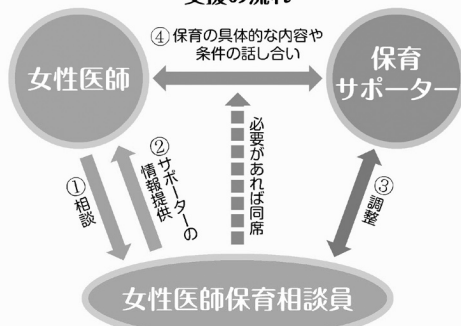 支援の流れ
④ 保育の具体的な内容や
条件の話し合い
女性医師
保育
サポーター
①相談
②サポーターの
情報提供
必要があれば同席
③調整
女性医師保育相談員